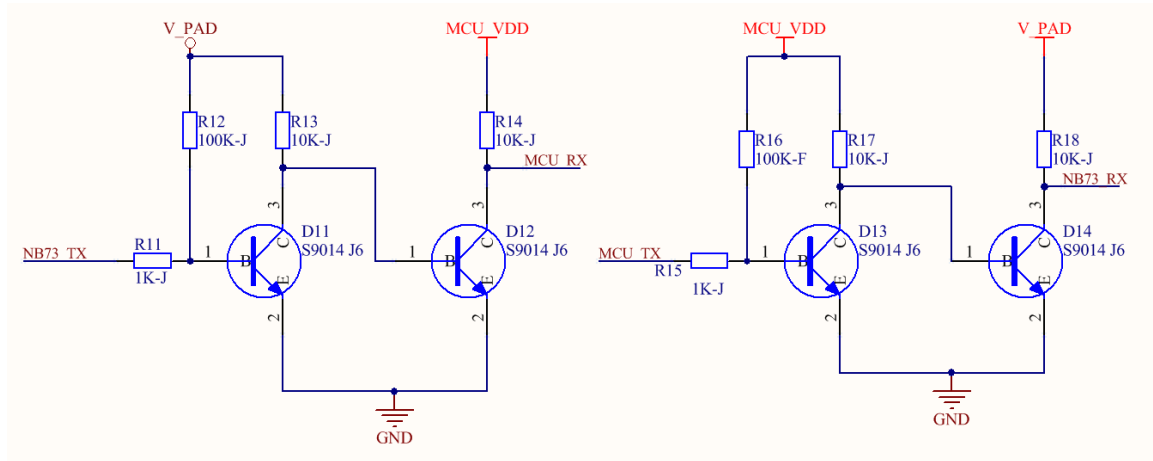 V_PAD
MCU_VDD
MCU_VDD
V_PAD
R12
100K-J
R13
10K-J
R14
10K-J
R16
100K-F
R17
10K-J
R18
10K-J
MCU_RX
NB73_RX
3
3
3
3
NB73_TX
R11
1K-J
1
B
C
E
D11
S9014 J6
2
1
B
C
E
D12
S9014 J6
2
MCU_TX
R15
1K-J
1
B
C
E
D13
S9014 J6
2
1
B
C
E
D14
S9014 J6
2
GND
GND